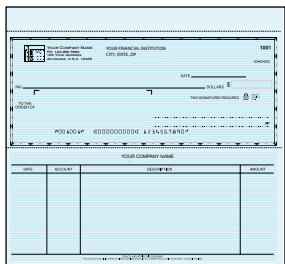 YOUR COMPANY NAME
YOUR FINANCIAL INSTITUTION
1001
CITY, STATE, ZIP
DATE
PAY
DOLLARS $
TWO SIGNATURES REQUIRED
TO THE
ORDER OF
YOUR COMPANY NAME
DATE
ACCOUNT
DESCRIPTION
AMOUNT